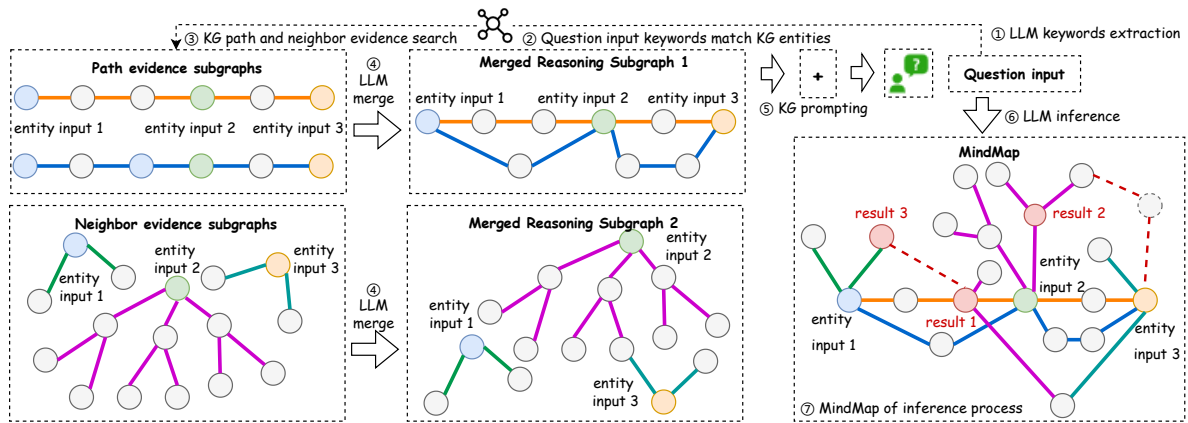 ③ KG path and neighbor evidence search
② Question input keywords match KG entities
① LLM keywords extraction
Path evidence subgraphs
entity input 1
entity input 2
entity input 3
④
LLM
merge
Merged Reasoning Subgraph 1
entity input 1
entity input 2
entity input 3
+
?
⑤ KG prompting
Question input
⑥ LLM inference
Neighbor evidence subgraphs
entity
input 1
entity
input 2
entity
input 3
④
LLM
merge
Merged Reasoning Subgraph 2
entity
input 1
entity
input 2
entity
input 3
MindMap
result 3
result 2
result 1
entity
input 1
entity
input 2
entity
input 3
⑦ MindMap of inference process